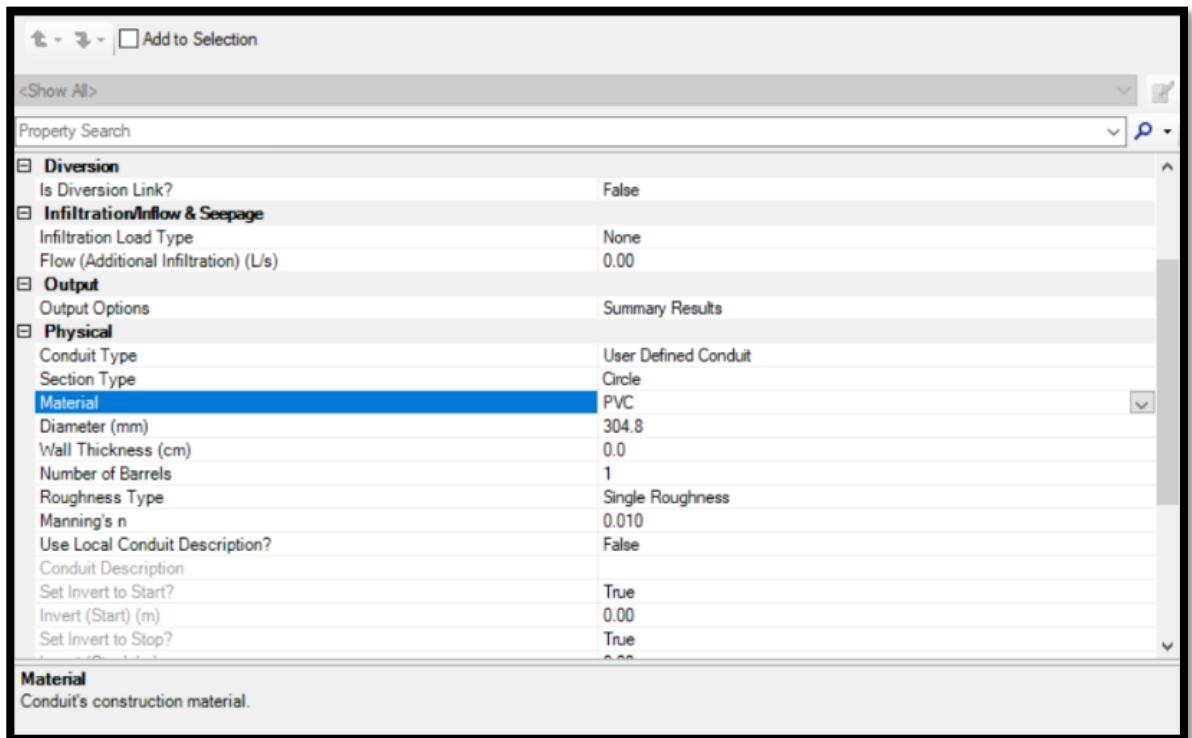 Add to Selection
<Show All>
Property Search
Diversion
Is Diversion Link? False
Infiltration/Inflow & Seepage
Infiltration Load Type None
Flow (Additional Infiltration) (L/s) 0.00
Output
Output Options Summary Results
Physical
Conduit Type User Defined Conduit
Section Type Circle
Material PVC
Diameter (mm) 304.8
Wall Thickness (cm) 0.0
Number of Barrels 1
Roughness Type Single Roughness
Manning's n 0.010
Use Local Conduit Description? False
Conduit Description
Set Invert to Start? True
Invert (Start) (m) 0.00
Set Invert to Stop? True
Material
Conduit's construction material.